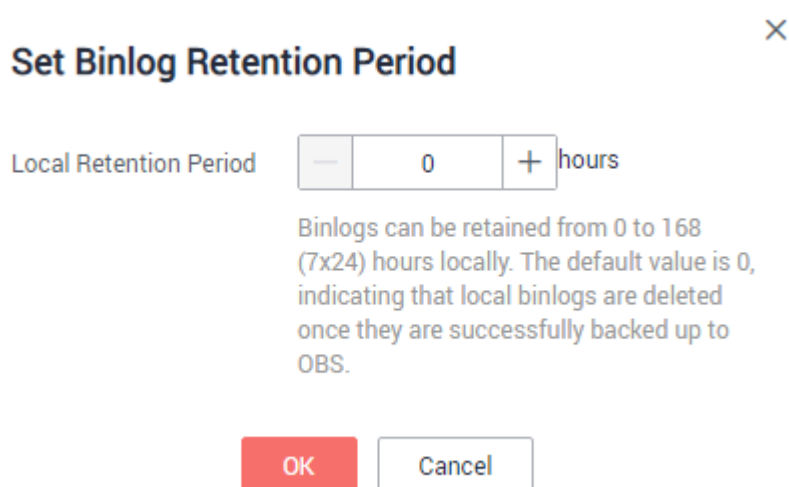 Set Binlog Retention Period
Local Retention Period 0 hours
Binlogs can be retained from 0 to 168
(7x24) hours locally. The default value is 0,
indicating that local binlogs are deleted
once they are successfully backed up to
OBS.
OK Cancel